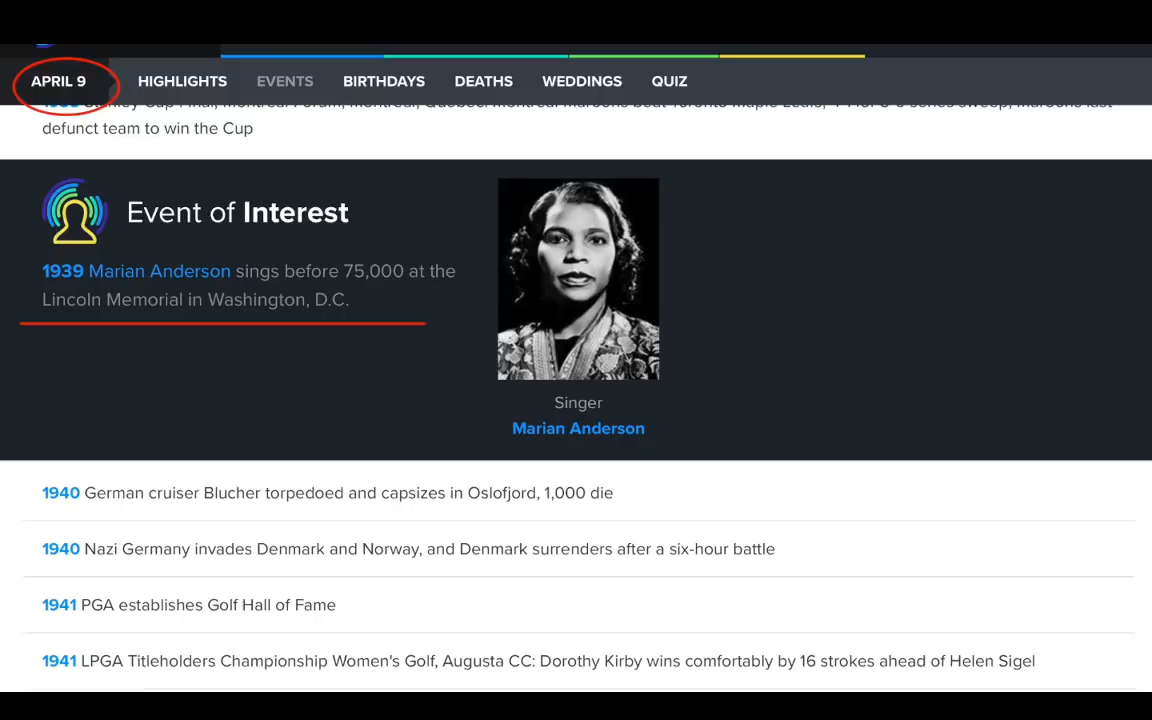 APRIL 9
HIGHLIGHTS
EVENTS
BIRTHDAYS
DEATHS
WEDDINGS
QUIZ
defunct team to win the Cup
Event of Interest
1939 Marian Anderson sings before 75,000 at the
Lincoln Memorial in Washington, D.C.
Singer
Marian Anderson
1940 German cruiser Blucher torpedoed and capsizes in Oslofjord, 1,000 die
1940 Nazi Germany invades Denmark and Norway, and Denmark surrenders after a six-hour battle
1941 PGA establishes Golf Hall of Fame
1941 LPGA Titleholders Championship Women's Golf, Augusta CC: Dorothy Kirby wins comfortably by 16 strokes ahead of Helen Sigel